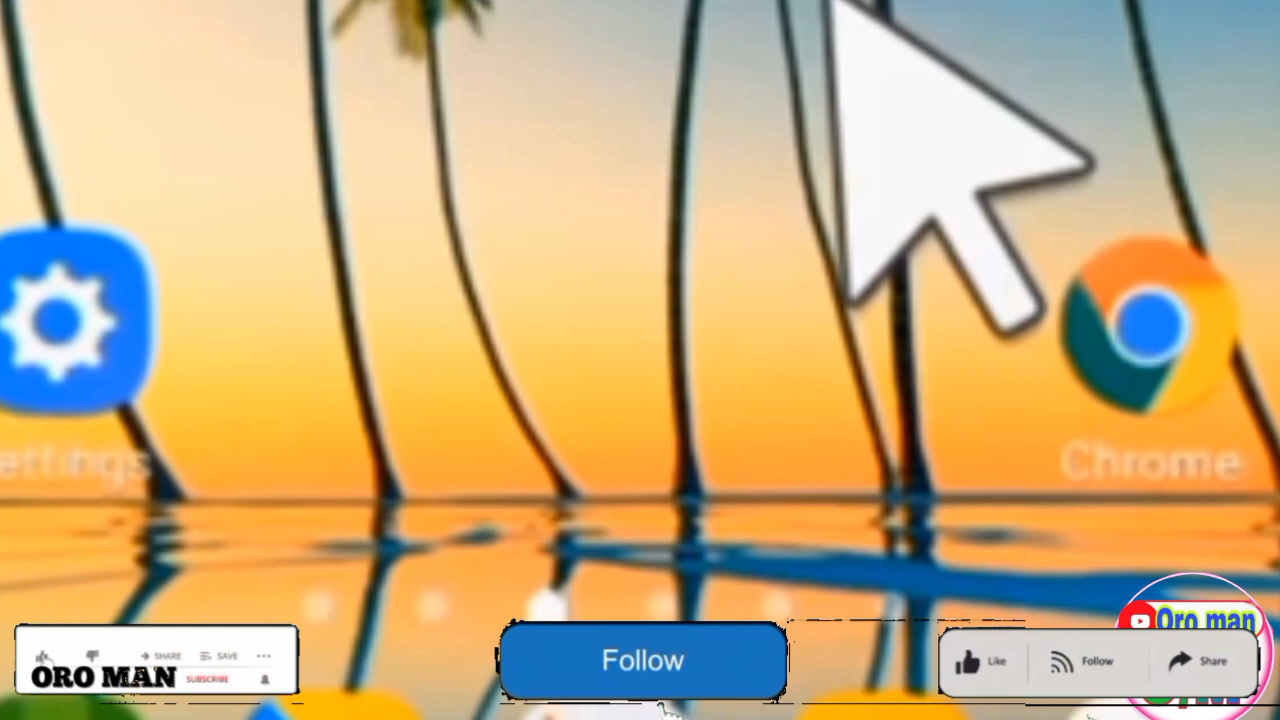 ettings
Chrome
Oro man
SHARE
SAVE
ORO MAN
SUBSCRIBE
Follow
Like
Follow
Share